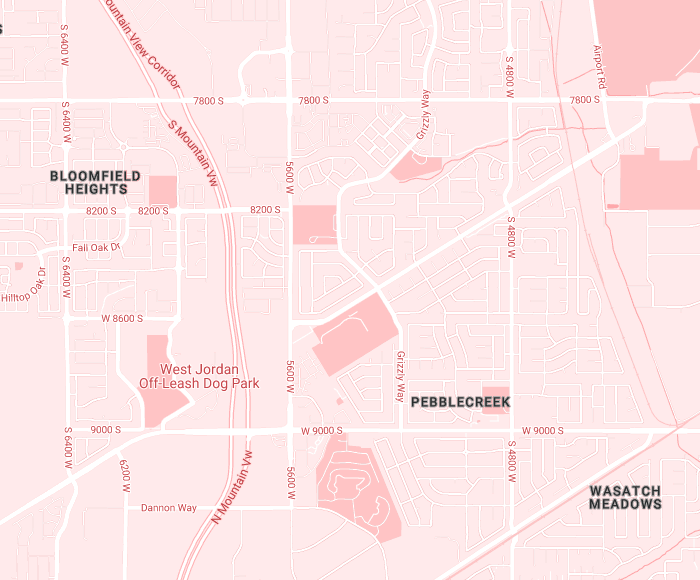 S
S 6400 W
Mountain View Corridor
S 4800 W
Airport Rd
7800 S
7800 S
7800 S
Grizzly Way
S 6400 W
S Mountain Vw
BLOOMFIELD
HEIGHTS
5600 W
8200 S
8200 S
8200 S
S 4800 W
Fall Oak Dr
S 6400 W
Hilltop Oak Dr
W 8600 S
West Jordan
Off-Leash Dog Park
5600 W
Grizzly Way
PEBBLECREEK
9000 S
W 9000 S
W 9000 S
S 6400 W
6200 W
N Mountain Vw
5600 W
S 4800 W
WASATCH
MEADOWS
Dannon Way